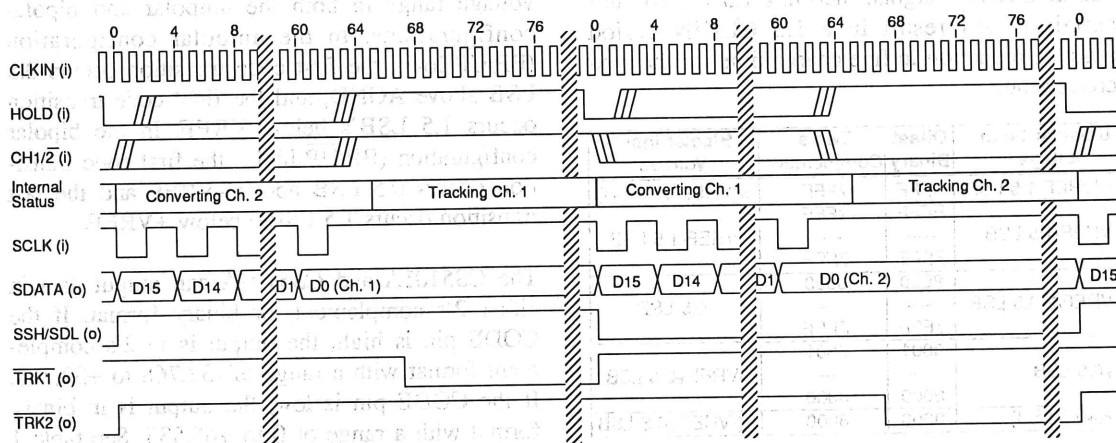 0 4 8 60 64 68 72 76 0 4 8 60 64 68 72 76 0
CLKIN (i)
HOLD (i)
CH1/2 (i)
Internal
Status
Converting Ch. 2 Tracking Ch. 1 Converting Ch. 1 Tracking Ch. 2
SCLK (i)
SDATA (o) D15 D14 D1 D0 (Ch. 1) D15 D14 D1 D0 (Ch. 2) D15
SSH/SDL (o)
TRK1 (o)
TRK2 (o)